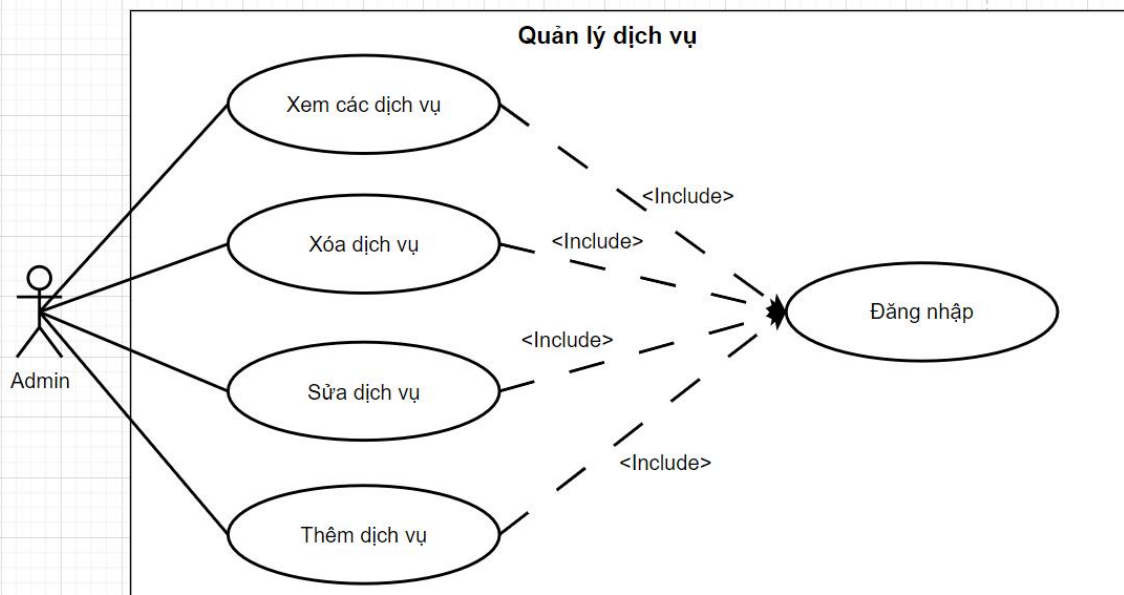 Quản lý dịch vụ
Xem các dịch vụ
<Include>
Xóa dịch vụ
<Include>
Đăng nhập
<Include>
Admin
Sửa dịch vụ
<Include>
Thêm dịch vụ